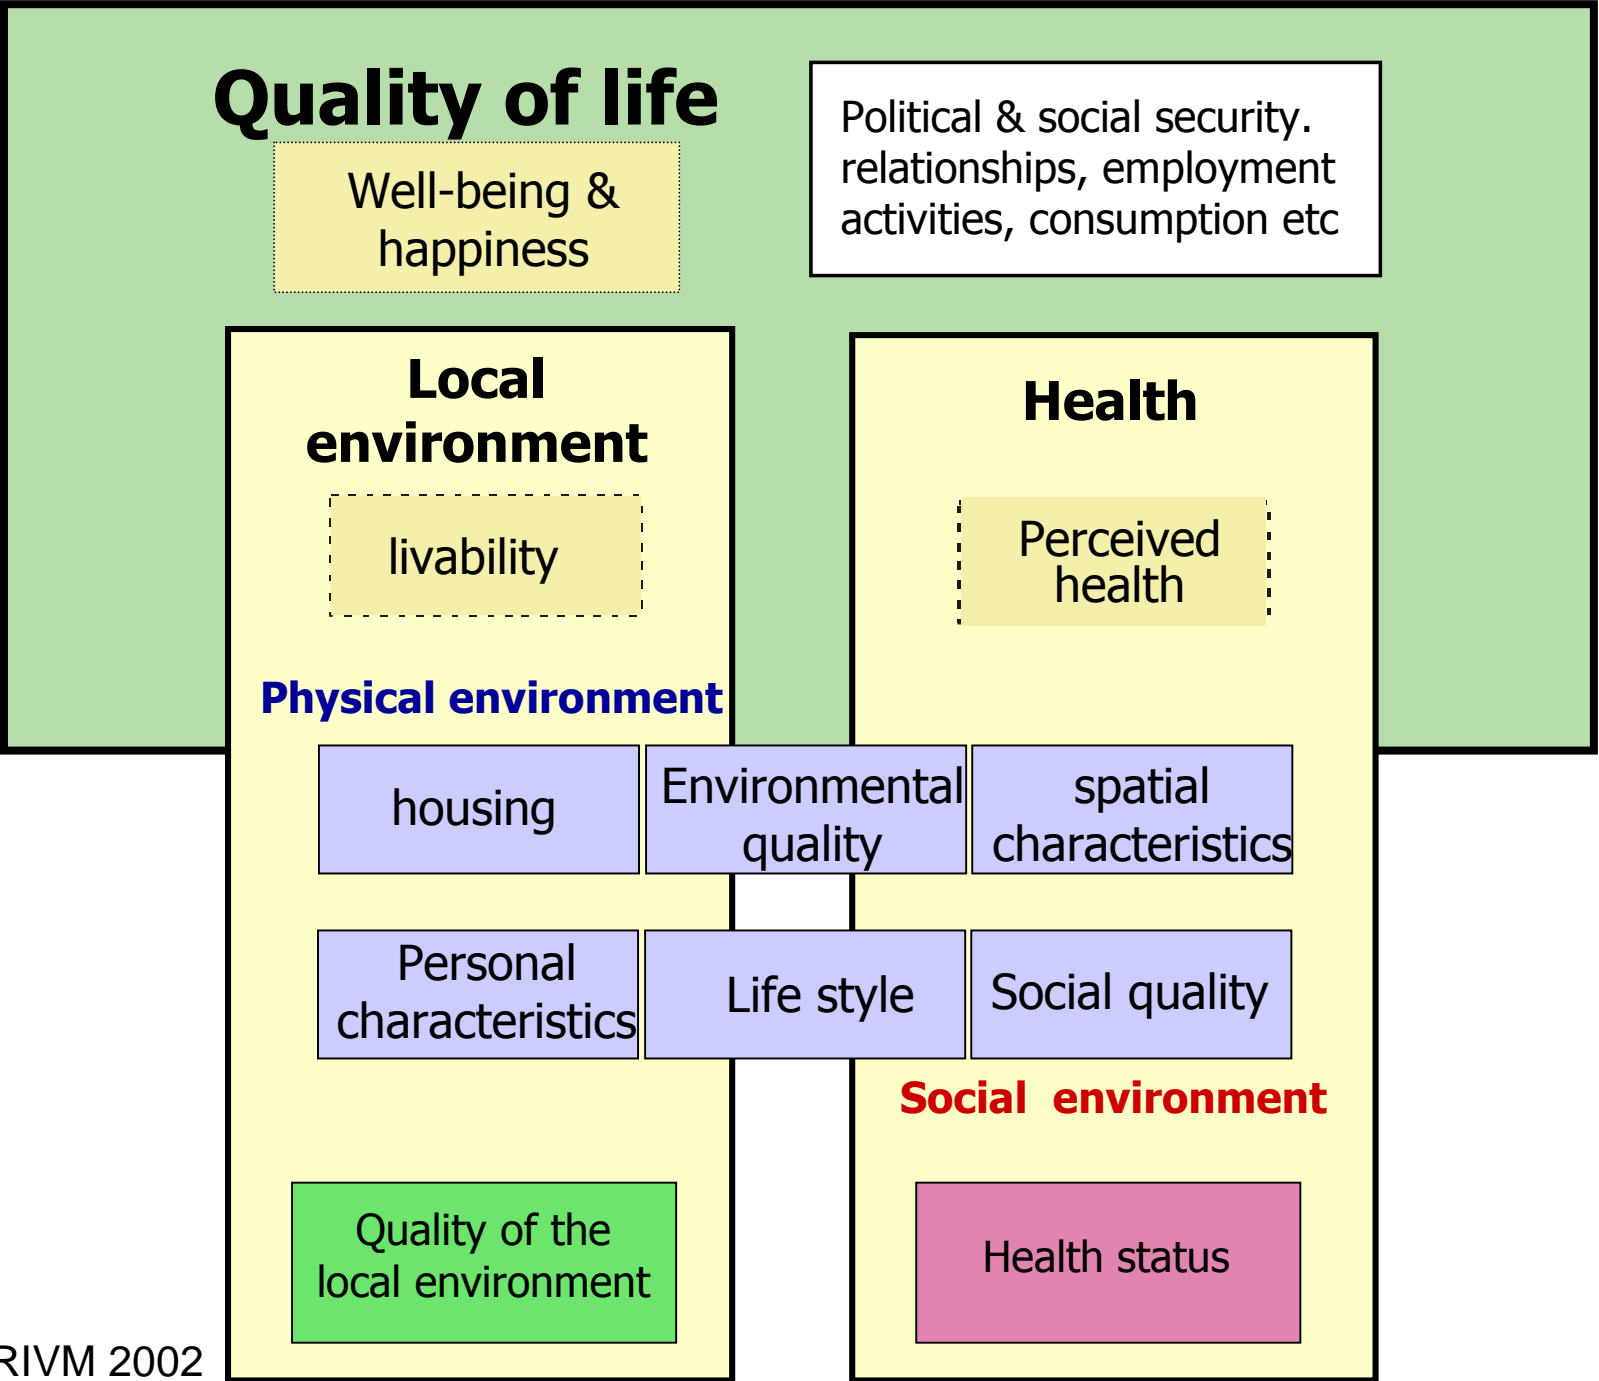 Quality of life
Well-being &
happiness
Political & social security.
relationships, employment
activities, consumption etc
Local
environment
livability
Health
Perceived
health
Physical environment
housing
Environmental
quality
spatial
characteristics
Personal
characteristics
Life style
Social quality
Social environment
Quality of the
local environment
Health status
RIVM 2002